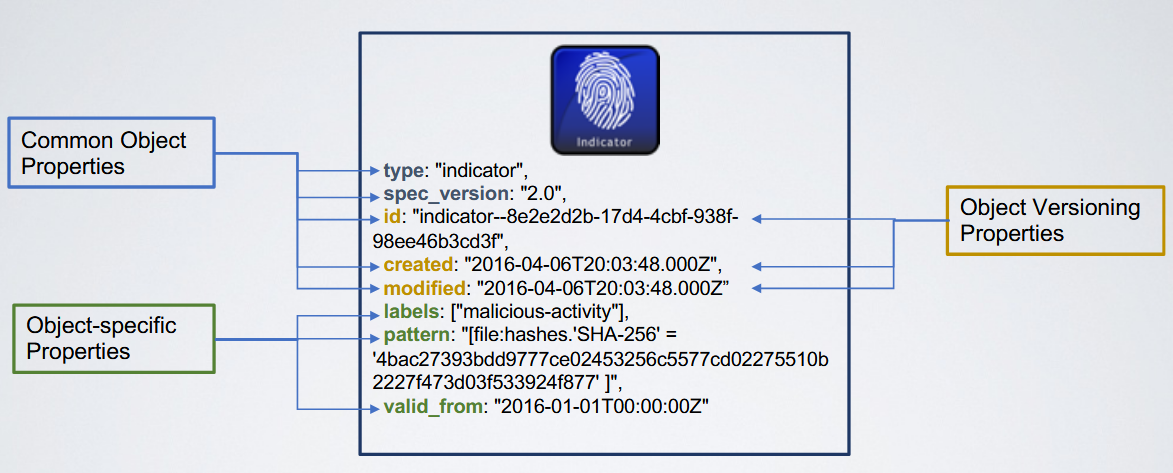 Indicator
Common Object
Properties
type: "indicator",
spec_version: "2.0",
id: "indicator--8e2e2d2b-17d4-4cbf-938f-
98ee46b3cd3f",
created: "2016-04-06T20:03:48.000Z",
modified: "2016-04-06T20:03:48.000Z”
labels: ["malicious-activity"],
pattern: "[file:hashes.'SHA-256' =
'4bac27393bdd9777ce02453256c5577cd02275510b
2227f473d03f533924f877' ]",
valid_from: "2016-01-01T00:00:00Z"
Object Versioning
Properties
Object-specific
Properties